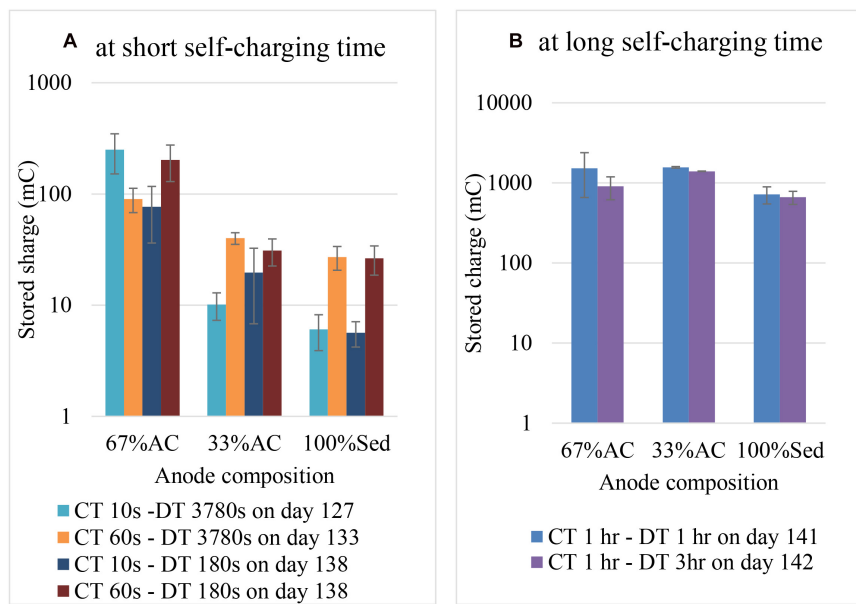 A at short self-charging time
1000
100
10
1
Stored sharge (mC)
67%AC 33%AC 100%Sed
Anode composition
CT 10s -DT 3780s on day 127
CT 60s - DT 3780s on day 133
CT 10s - DT 180s on day 138
CT 60s - DT 180s on day 138
B at long self-charging time
10000
1000
100
10
1
Stored charge (mC)
67%AC 33%AC 100%Sed
Anode composition
CT 1 hr - DT 1 hr on day 141
CT 1 hr - DT 3hr on day 142